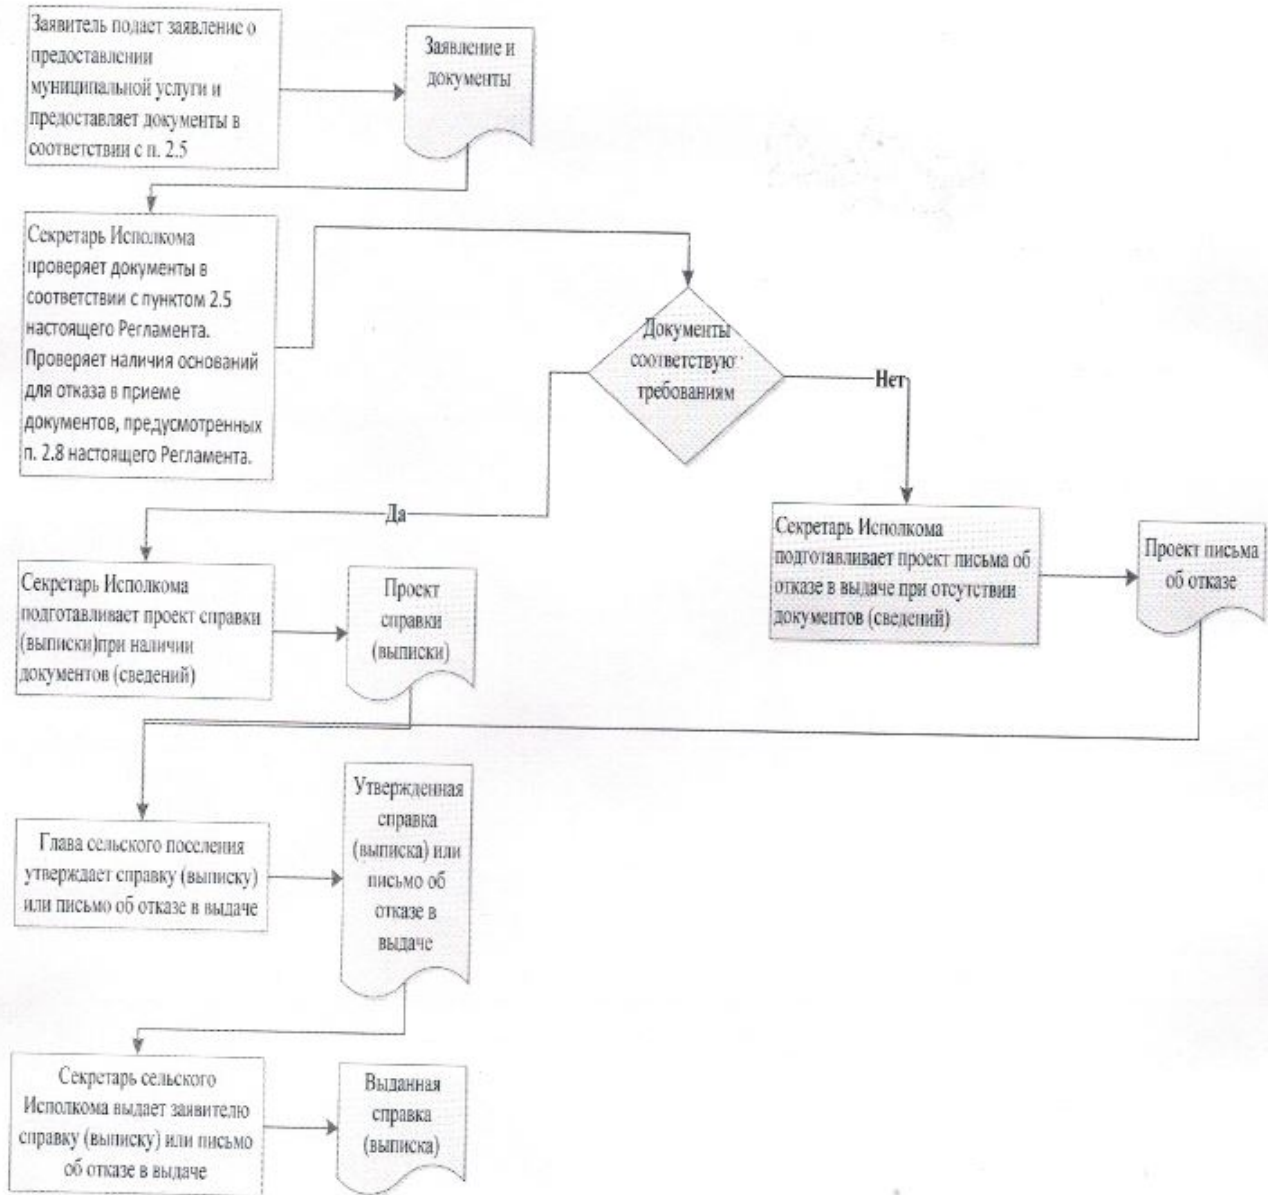 Заявитель подает заявление о
предоставлении
муниципальной услуги и
предоставляет документы в
соответствии с п. 2.5
Заявление и
документы
Секретарь Исполкома
проверяет документы в
соответствии с пунктом 2.5
настоящего Регламента.
Проверяет наличия оснований
для отказа в приеме
документов, предусмотренных
п. 2.8 настоящего Регламента.
Документы
соответствую
требованиям
Нет
Да
Секретарь Исполкома
подготавливает проект письма об
отказе в выдаче при отсутствии
документов (сведений)
Проект письма
об отказе
Секретарь Исполкома
подготавливает проект справки
(выписки)при наличии
документов (сведений)
Проект
справки
(выписки)
Глава сельского поселения
утверждает справку (выписку)
или письмо об отказе в выдаче
Утвержденная
справка
(выписка) или
письмо об
отказе в
выдаче
Секретарь сельского
Исполкома выдает заявителю
справку (выписку) или письмо
об отказе в выдаче
Выданная
справка
(выписка)